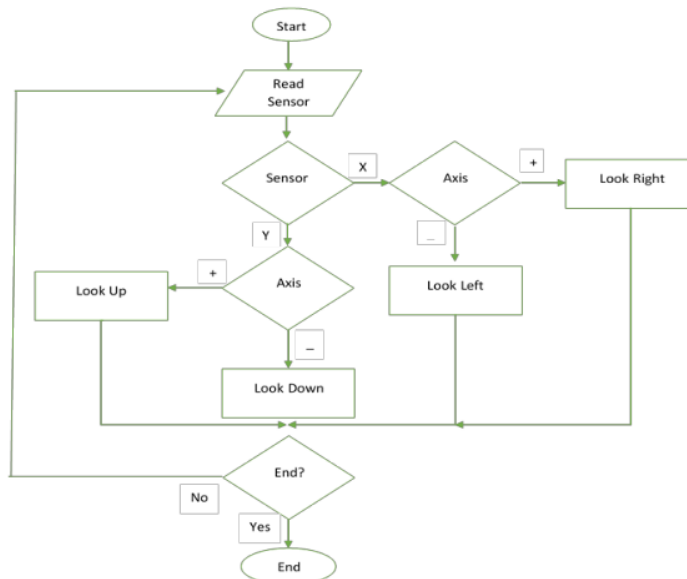 Start
Read
Sensor
Sensor
X
Axis
+
Look Right
Y
_
+
Axis
Look Up
Look Left
_
Look Down
End?
No
Yes
End